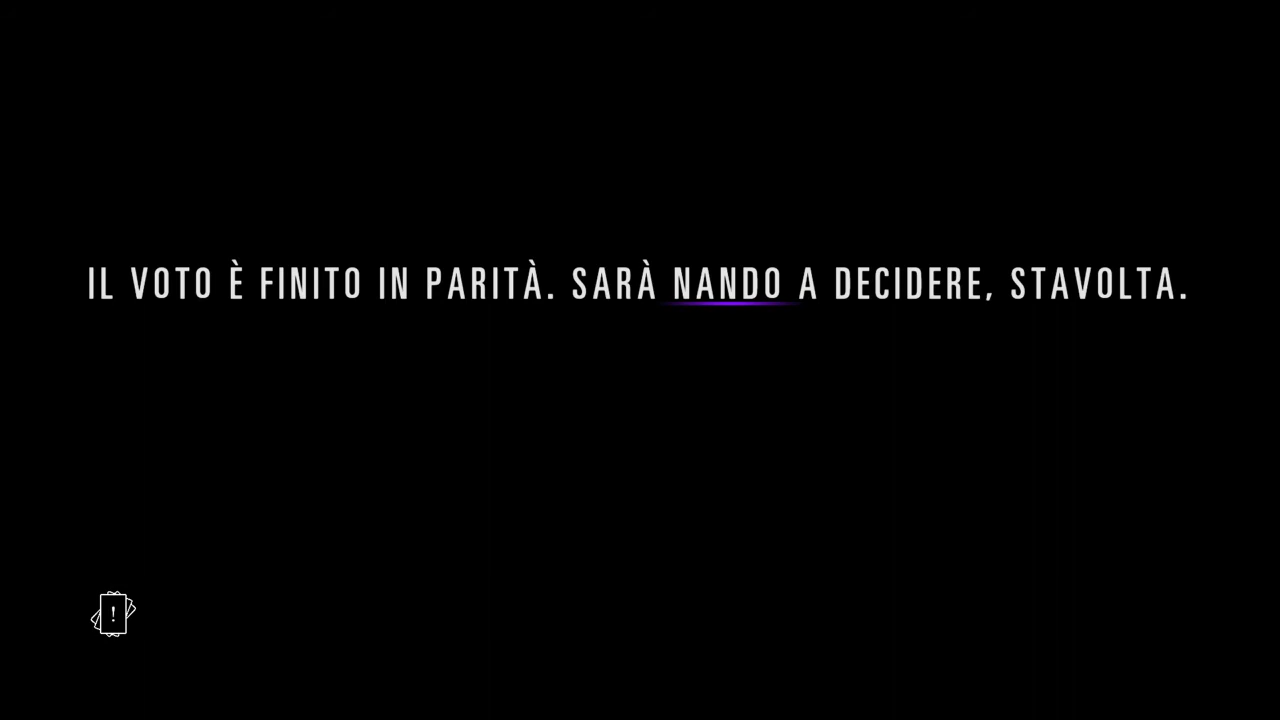 IL VOTO È FINITO IN PARITÀ. SARÀ NANDO A DECIDERE, STAVOLTA.
!